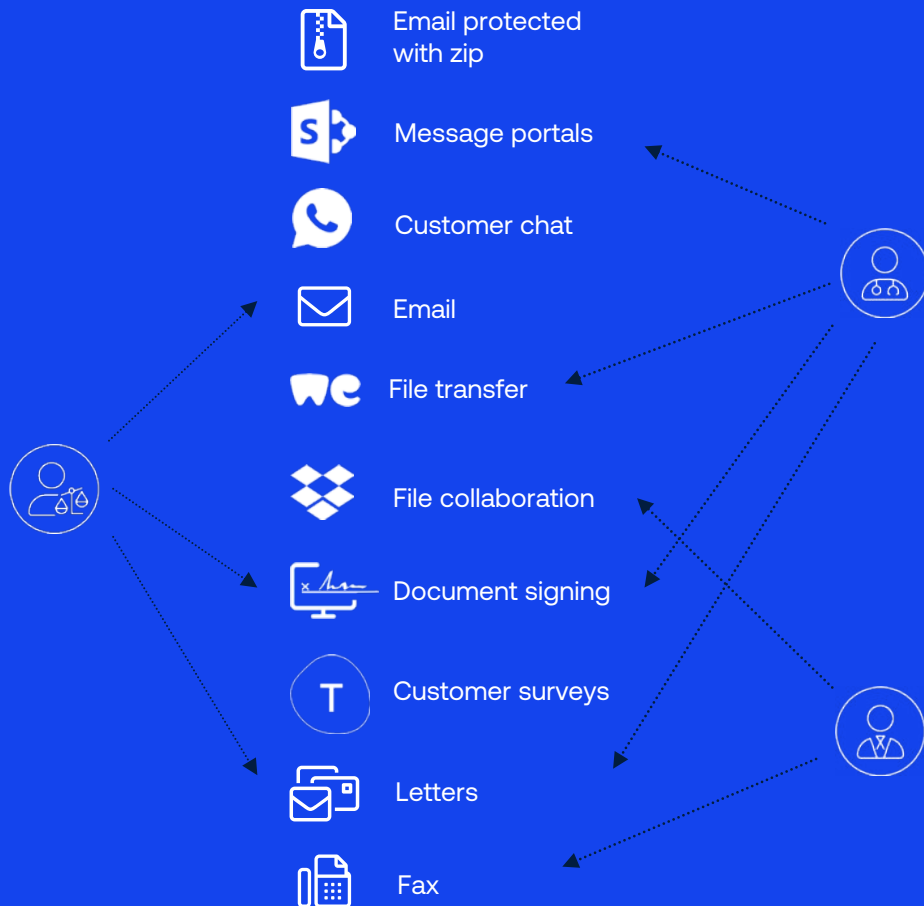 Email protected
with zip
S
Message portals
Customer chat
Email
we
File transfer
File collaboration
x
Document signing
T
Customer surveys
Letters
Fax